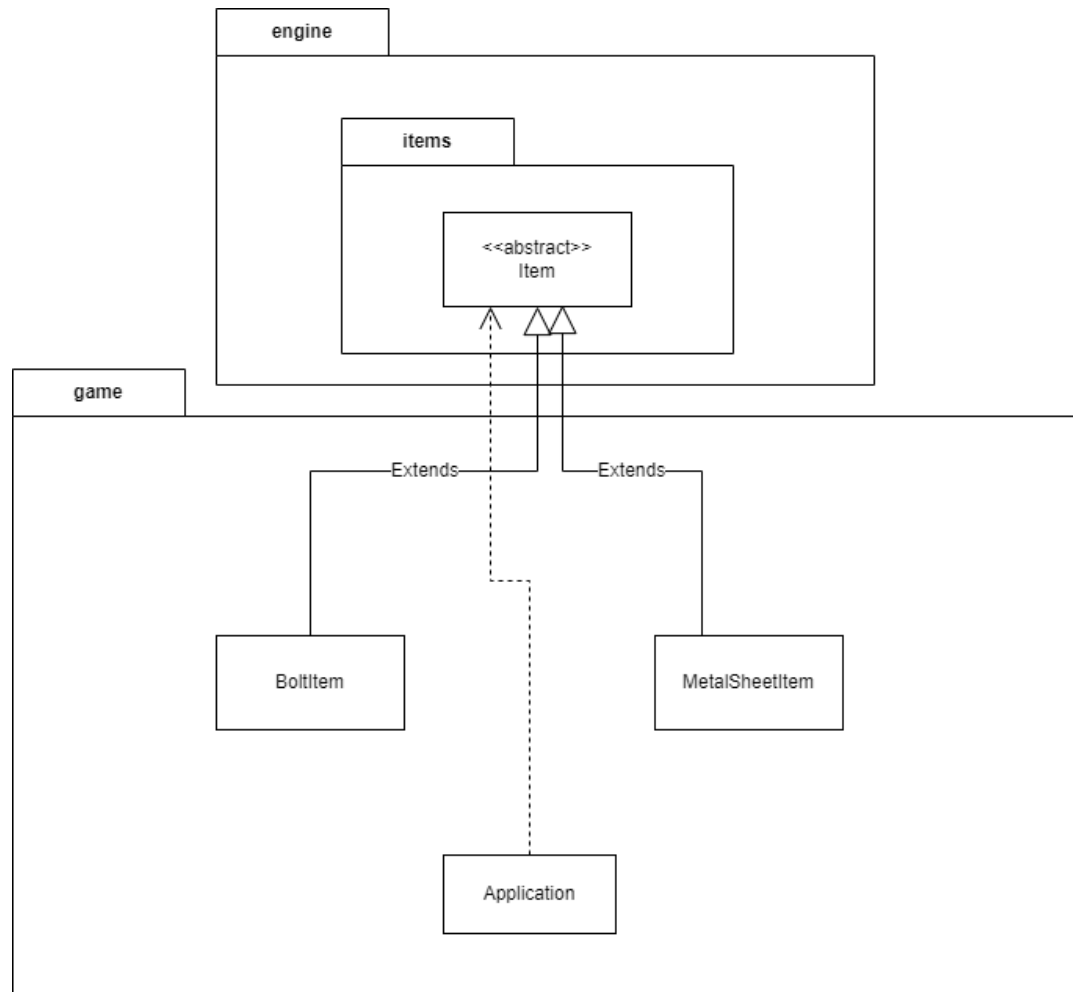 engine
items
<<abstract>>
Item
game
Extends
Extends
BoltItem
MetalSheetItem
Application